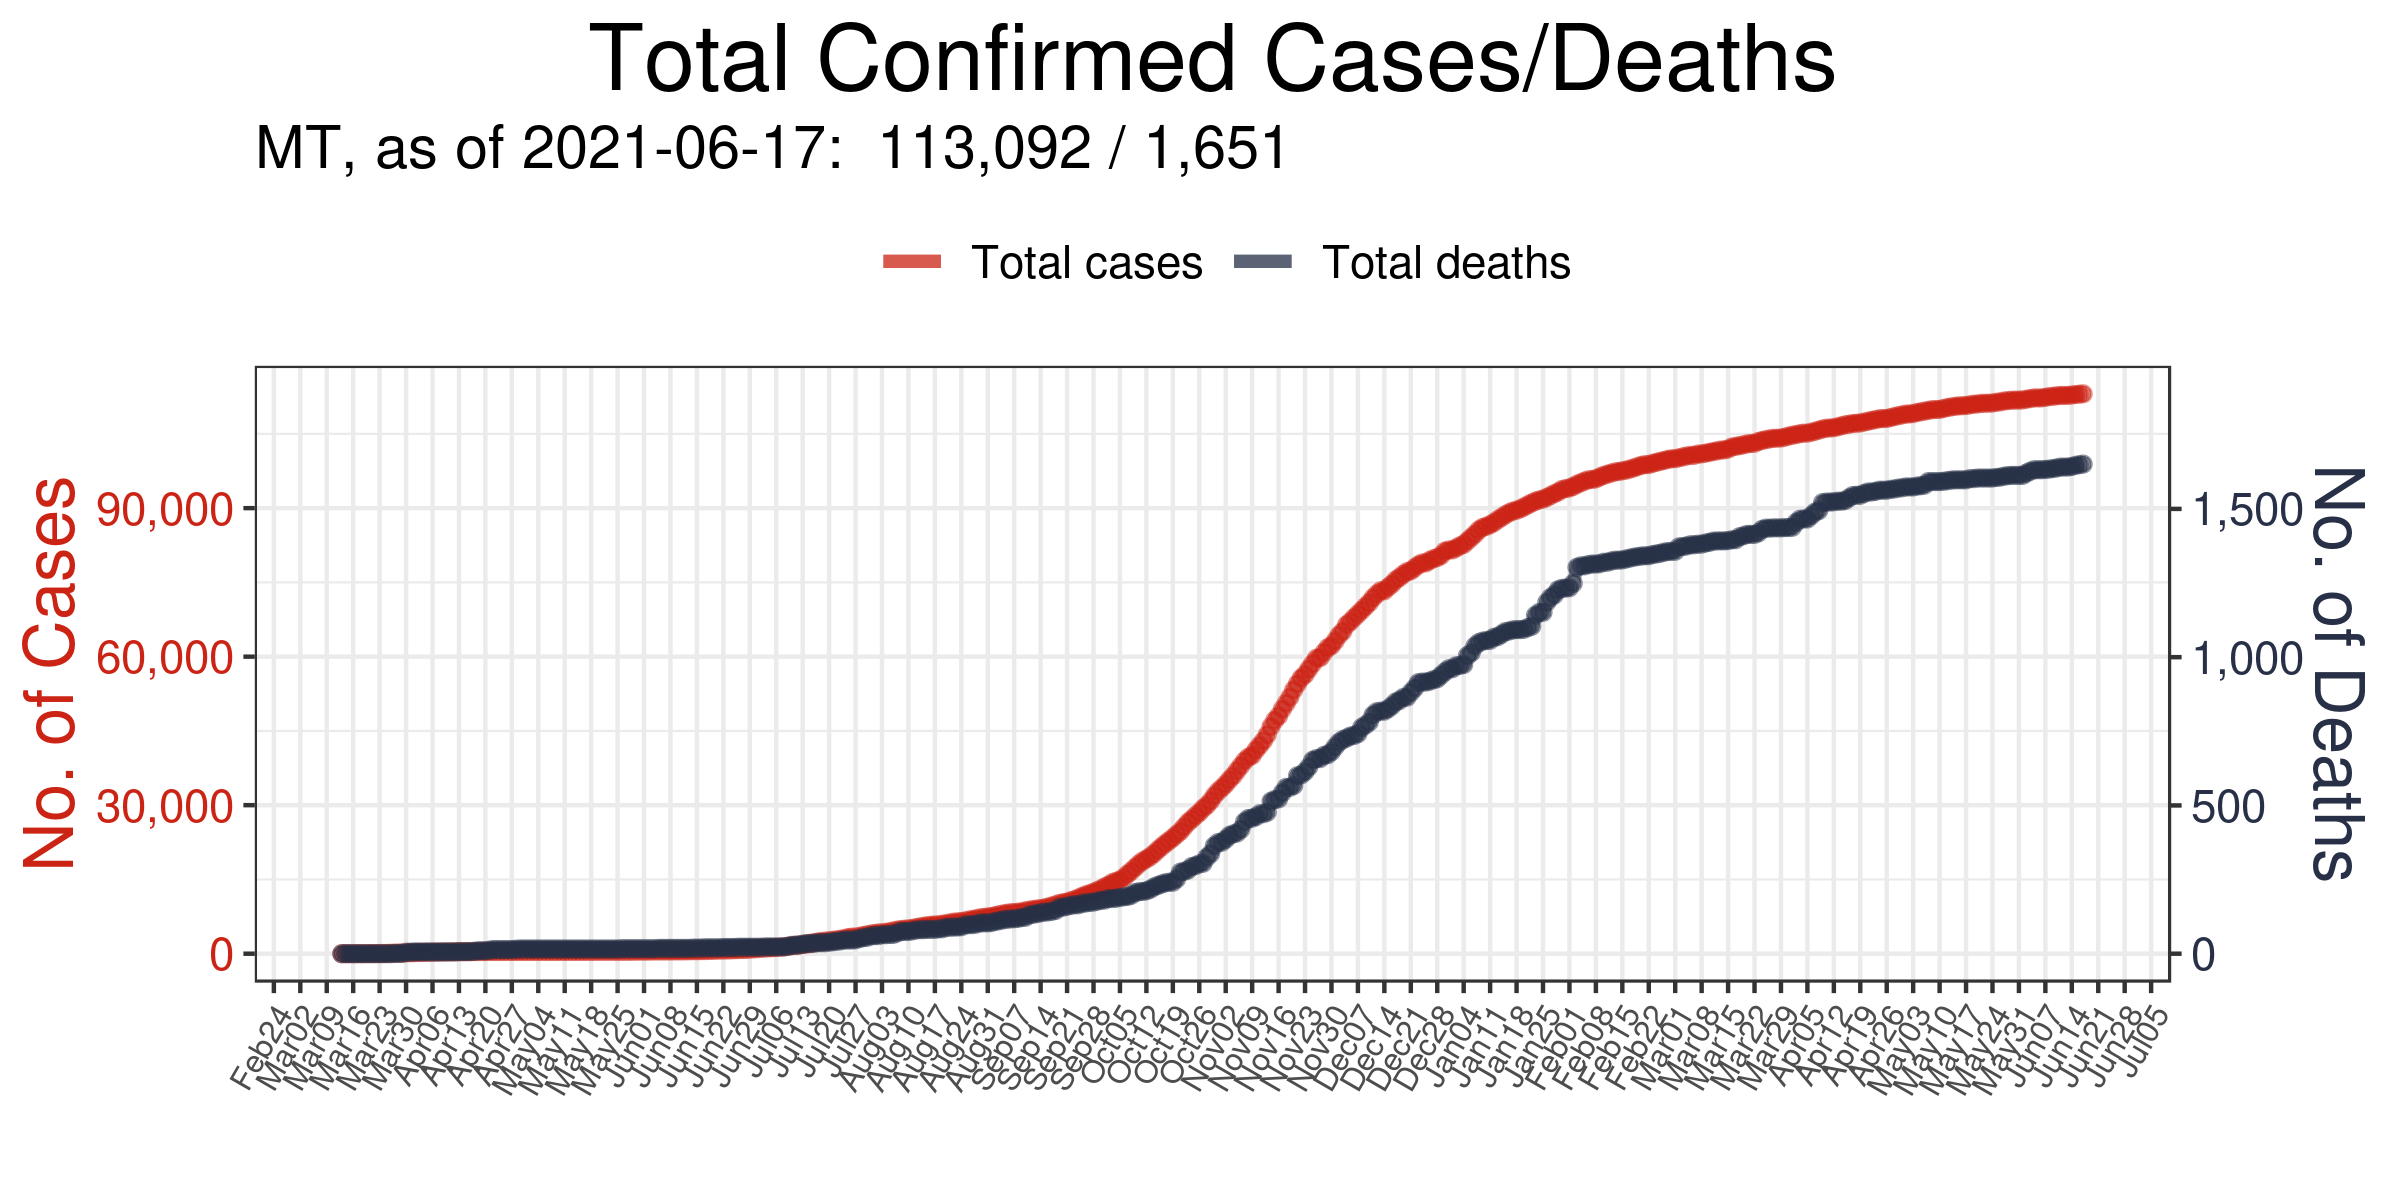 Total Confirmed Cases/Deaths
MT, as of 2021-06-17:  113,092 / 1,651
Total cases
Total deaths
No. of Cases
90,000
60,000
30,000
0
1,500
1,000
500
0
No. of Deaths
Feb24
Mar02
Mar09
Mar16
Mar23
Mar30
Apr06
Apr13
Apr20
Apr27
May04
May11
May18
May25
Jun01
Jun08
Jun15
Jun22
Jun29
Jul06
Jul13
Jul20
Jul27
Aug03
Aug10
Aug17
Aug24
Aug31
Sep07
Sep14
Sep21
Sep28
Oct05
Oct12
Oct19
Oct26
Nov02
Nov09
Nov16
Nov23
Nov30
Dec07
Dec14
Dec21
Dec28
Jan04
Jan11
Jan18
Jan25
Feb01
Feb08
Feb15
Feb22
Mar01
Mar08
Mar15
Mar22
Mar29
Apr05
Apr12
Apr19
Apr26
May03
May10
May17
May24
May31
Jun07
Jun14
Jun21
Jun28
Jul05